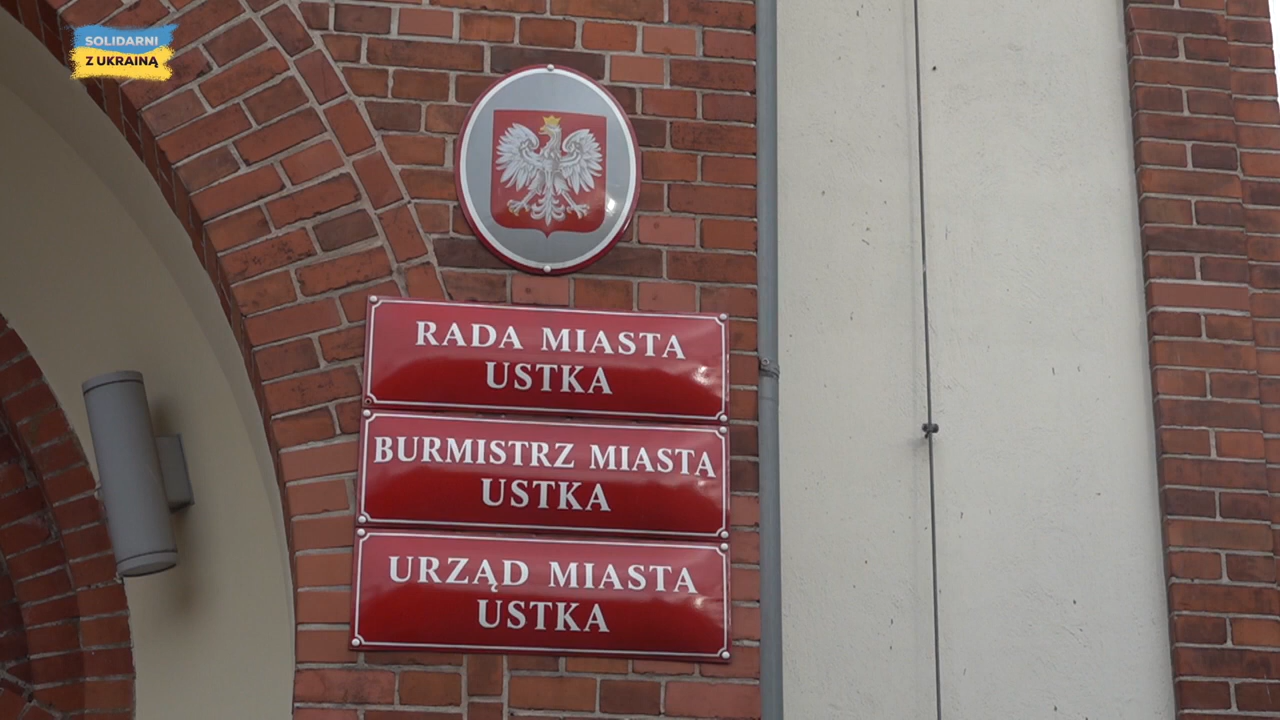 SOLIDARNI
Z UKRAINĄ
RADA MIASTA
USTKA
BURMISTRZ MIASTA
USTKA
URZĄD MIASTA
USTKA